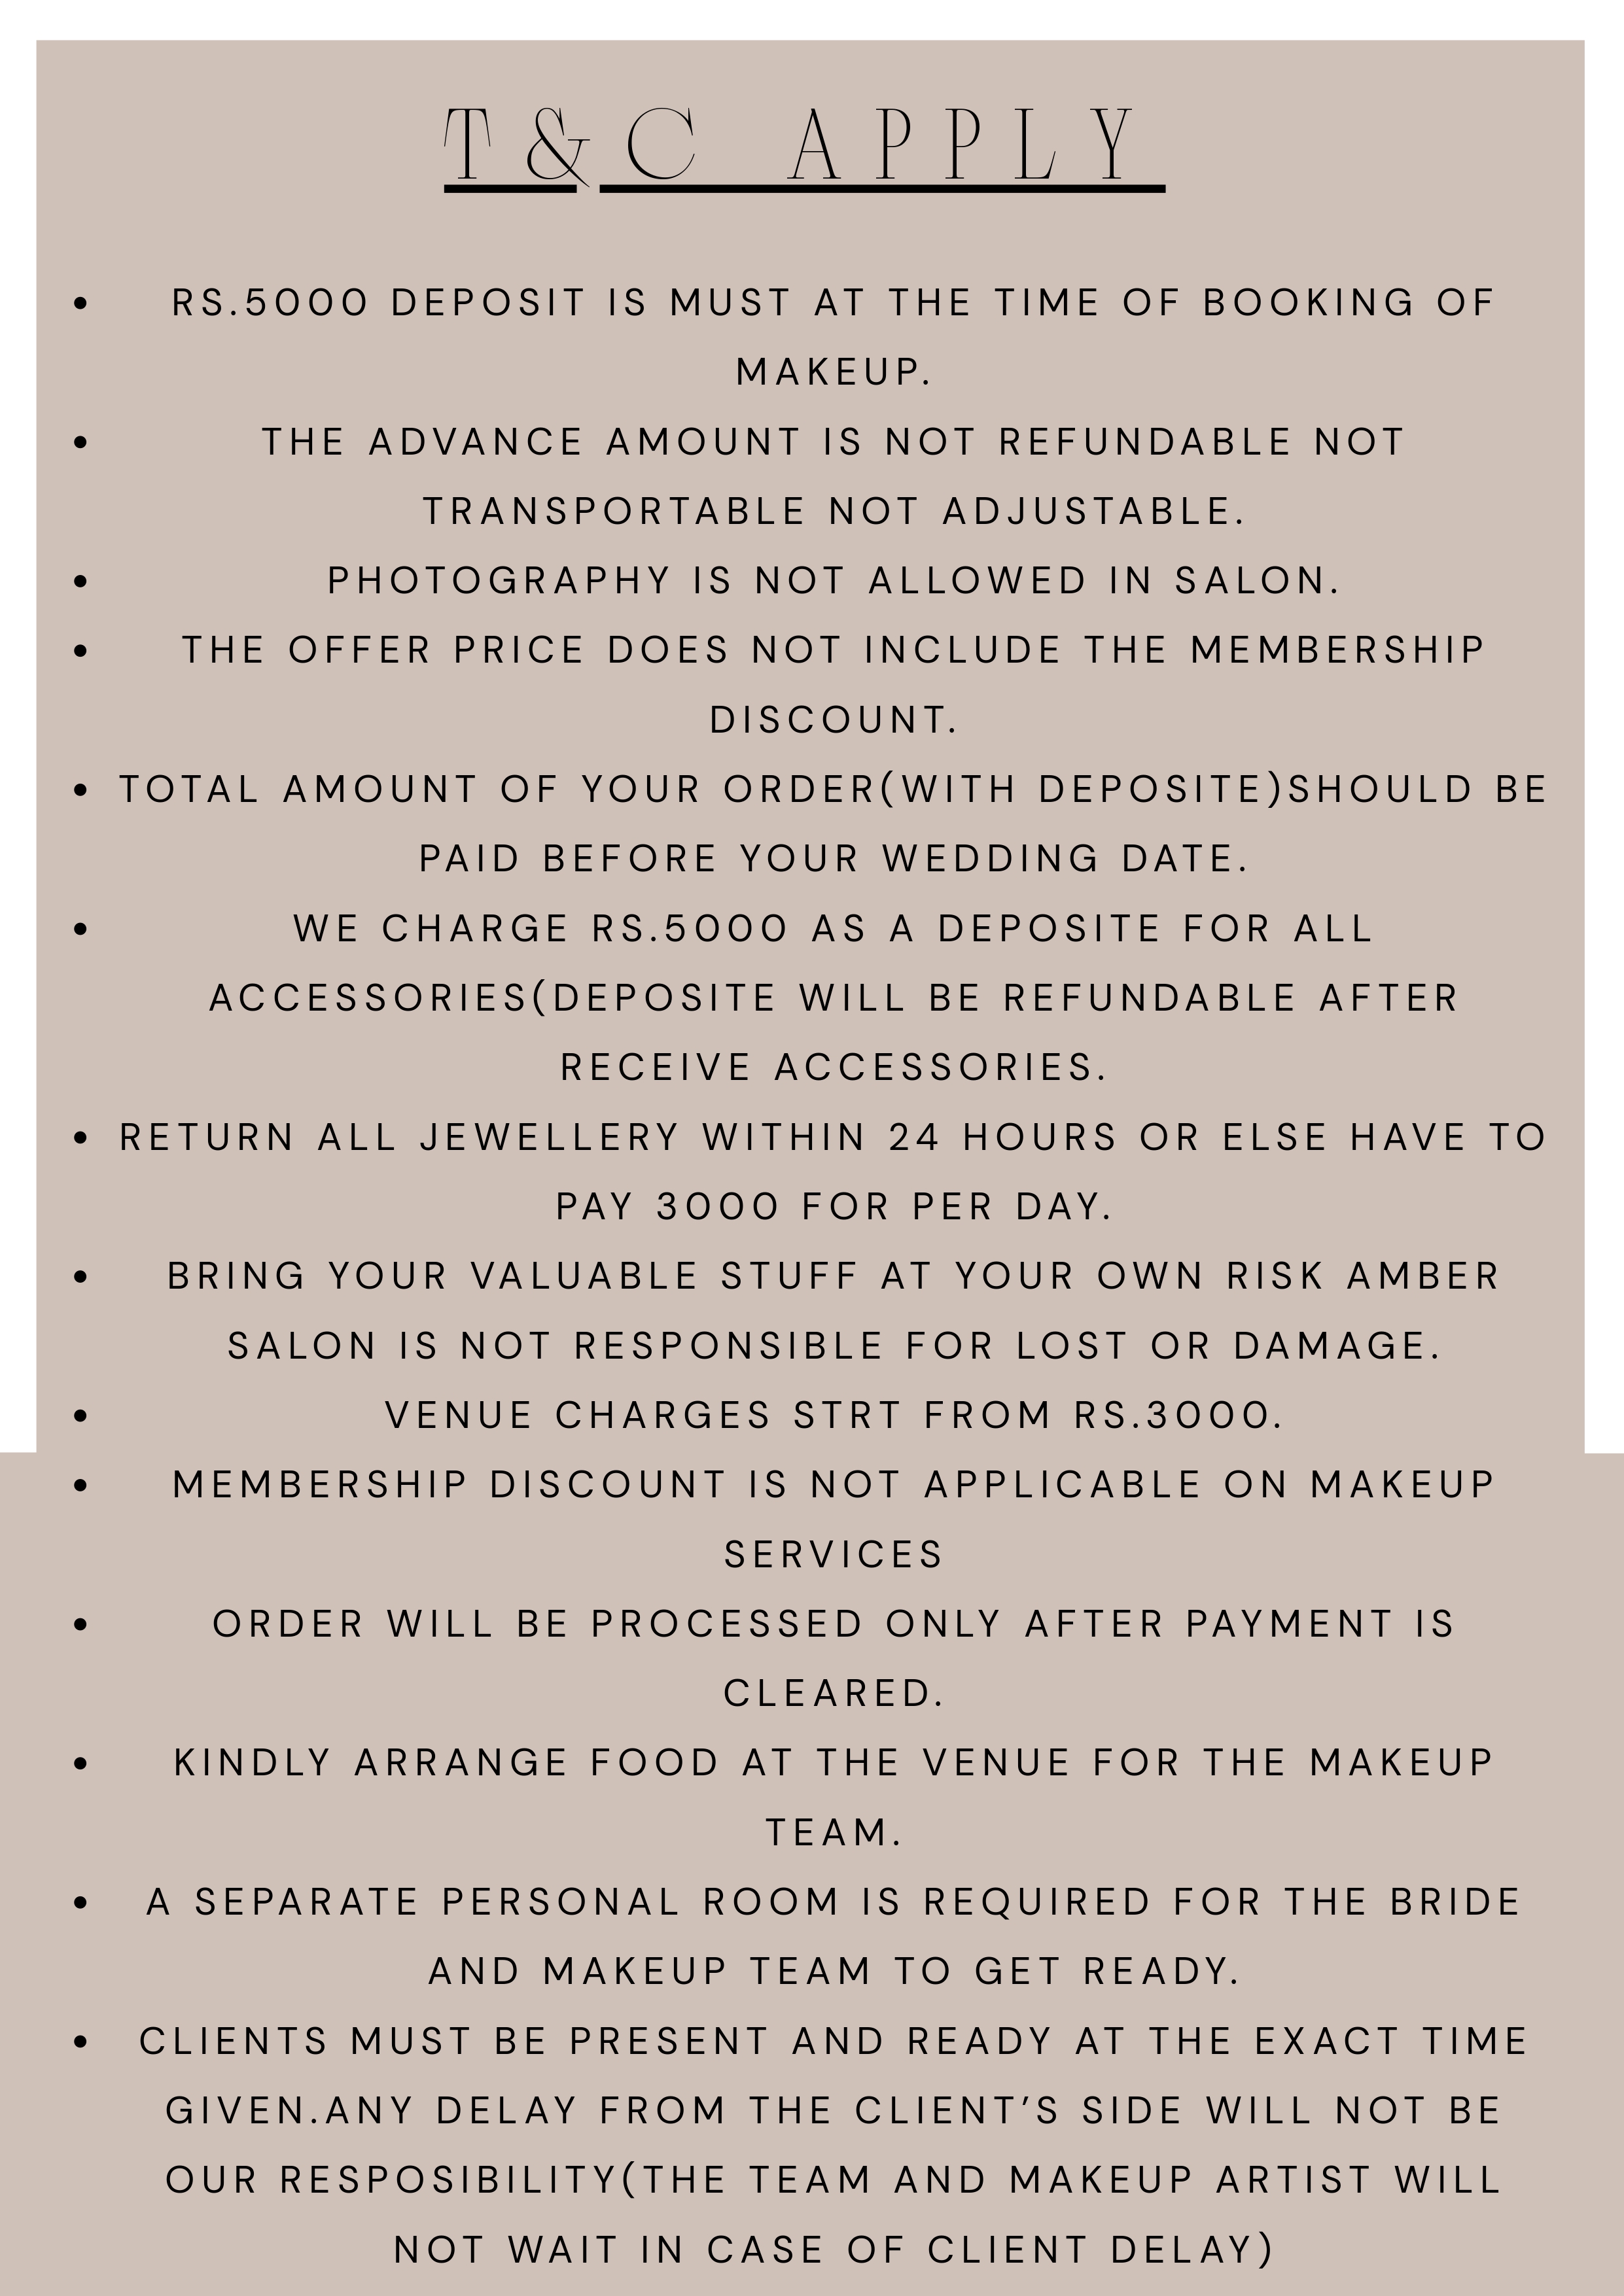 T&C APPLY
• RS.5000 DEPOSIT IS MUST AT THE TIME OF BOOKING OF
MAKEUP.
• THE ADVANCE AMOUNT IS NOT REFUNDABLE NOT
TRANSPORTABLE NOT ADJUSTABLE.
• PHOTOGRAPHY IS NOT ALLOWED IN SALON.
• THE OFFER PRICE DOES NOT INCLUDE THE MEMBERSHIP
DISCOUNT.
• TOTAL AMOUNT OF YOUR ORDER(WITH DEPOSITE)SHOULD BE
PAID BEFORE YOUR WEDDING DATE.
• WE CHARGE RS.5000 AS A DEPOSITE FOR ALL
ACCESSORIES(DEPOSITE WILL BE REFUNDABLE AFTER
RECEIVE ACCESSORIES.
• RETURN ALL JEWELLERY WITHIN 24 HOURS OR ELSE HAVE TO
PAY 3000 FOR PER DAY.
• BRING YOUR VALUABLE STUFF AT YOUR OWN RISK AMBER
SALON IS NOT RESPONSIBLE FOR LOST OR DAMAGE.
• VENUE CHARGES STRT FROM RS.3000.
• MEMBERSHIP DISCOUNT IS NOT APPLICABLE ON MAKEUP
SERVICES
• ORDER WILL BE PROCESSED ONLY AFTER PAYMENT IS
CLEARED.
• KINDLY ARRANGE FOOD AT THE VENUE FOR THE MAKEUP
TEAM.
• A SEPARATE PERSONAL ROOM IS REQUIRED FOR THE BRIDE
AND MAKEUP TEAM TO GET READY.
• CLIENTS MUST BE PRESENT AND READY AT THE EXACT TIME
GIVEN.ANY DELAY FROM THE CLIENT’S SIDE WILL NOT BE
OUR RESPOSIBILITY(THE TEAM AND MAKEUP ARTIST WILL
NOT WAIT IN CASE OF CLIENT DELAY)